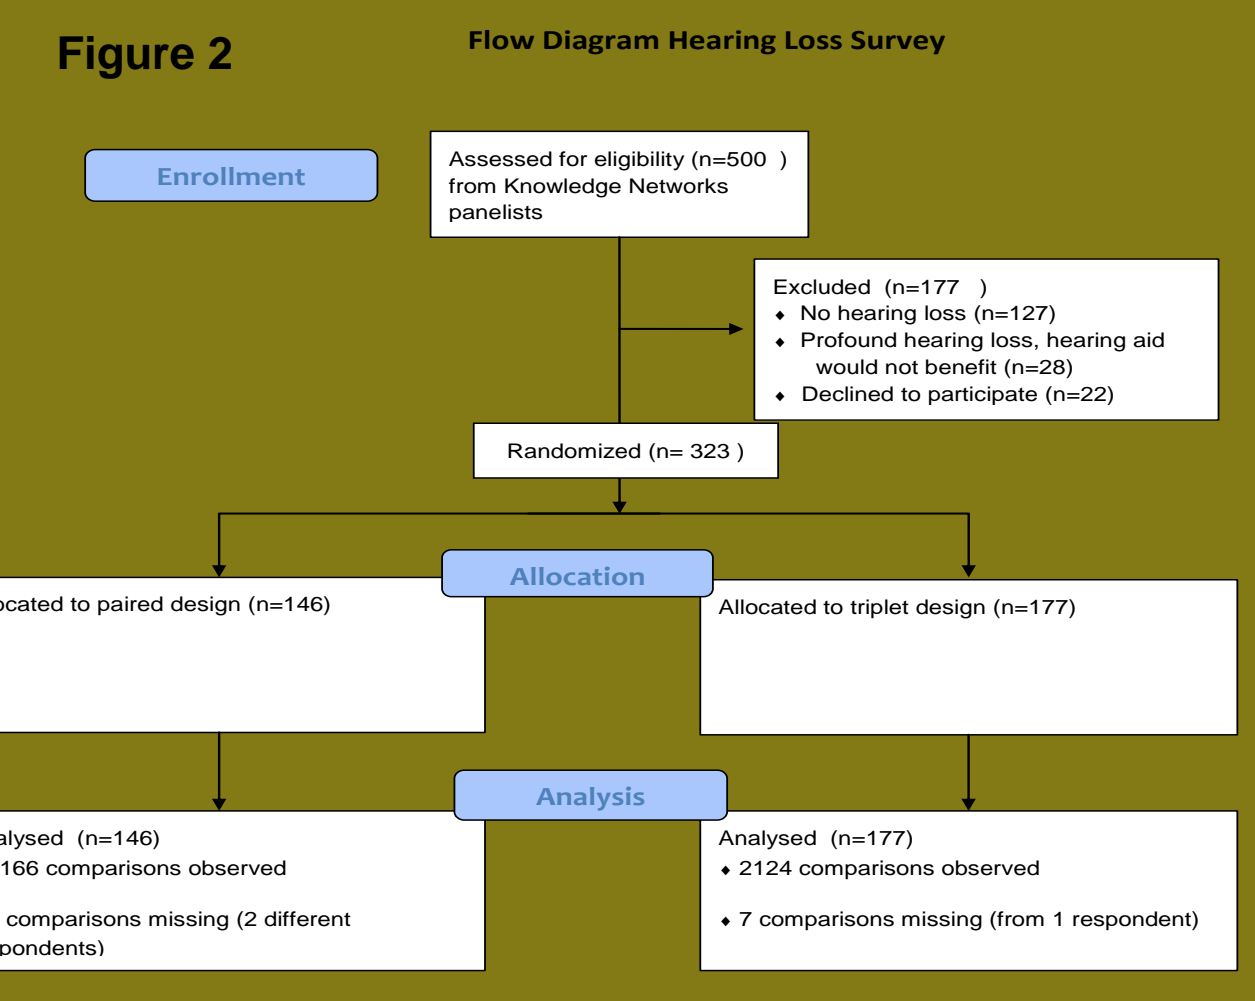 Figure 2
Flow Diagram Hearing Loss Survey
Enrollment
Assessed for eligibility (n=500 )
from Knowledge Networks
panelists
Excluded (n=177 )
♦ No hearing loss (n=127)
♦ Profound hearing loss, hearing aid
would not benefit (n=28)
♦ Declined to participate (n=22)
Randomized (n= 323 )
Allocation
ocated to paired design (n=146)
Allocated to triplet design (n=177)
Analysis
alysed (n=146)
166 comparisons observed
comparisons missing (2 different
pondents)
Analysed (n=177)
♦ 2124 comparisons observed
♦ 7 comparisons missing (from 1 respondent)